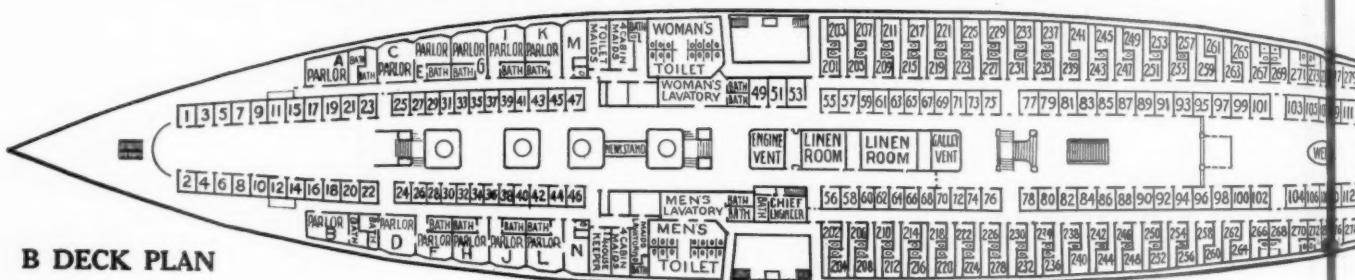 A
PARLOR
BATH
BATH
C
PARLOR
PARLOR
E
BATH
PARLOR
BATH
G
I
PARLOR
BATH
K
PARLOR
BATH
M
MAIDS
TOILET
4 CABIN
MAIDS
BATH
WOMAN'S
TOILET
WOMAN'S
LAVATORY
BATH
BATH
49 51 53
203 207 211 217 221 225 229 233 237 241 245 249 253 257 261 265
201 205 209 215 219 223 227 231 235 239 243 247 251 255 259 263 267 269 271
1 3 5 7 9 11 15 17 19 21 23 25 27 29 31 33 35 37 39 41 43 45 47
55 57 59 61 63 65 67 69 71 73 75 77 79 81 83 85 87 89 91 93 95 97 99 101 103
111
NEWSSTAND
ENGINE
VENT
LINEN
ROOM
LINEN
ROOM
GALLEY
VENT
2 4 6 8 10 12 14 16 18 20 22 24 26 28 30 32 34 36 38 40 42 44 46
56 58 60 62 64 66 68 70 72 74 76 78 80 82 84 86 88 90 92 94 96 98 100 102 104
112
MEN'S
LAVATORY
BATH
BATH
BATH
CHIEF
ENGINEER
MEN'S
TOILET
PARLOR
B
BATH
BATH
PARLOR
D
BATH
PARLOR
F
BATH
PARLOR
H
BATH
PARLOR
J
BATH
PARLOR
L
N
KEEPER
4 CABIN
MAIDS
BATH
202 206 210 214 218 222 226 230 234 238 242 246 250 254 258 262 266 268 270
204 208 212 216 220 224 228 232 236 240 244 248 252 256 260 264
B DECK PLAN